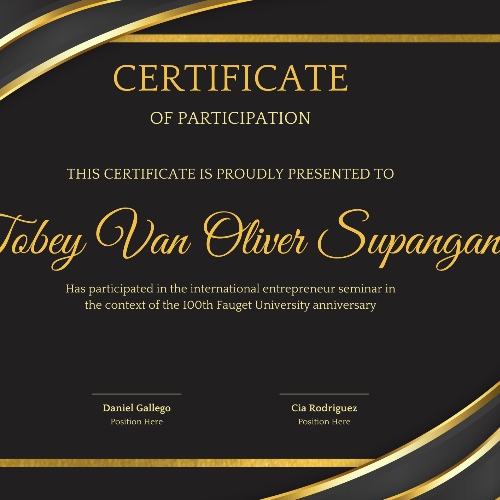 CERTIFICATE
OF PARTICIPATION
THIS CERTIFICATE IS PROUDLY PRESENTED TO
Tobey Van Oliver Supangan
Has participated in the international entrepreneur seminar in
the context of the 100th Fauget University anniversary
Daniel Gallego
Cia Rodriguez
Position Here
Position Here